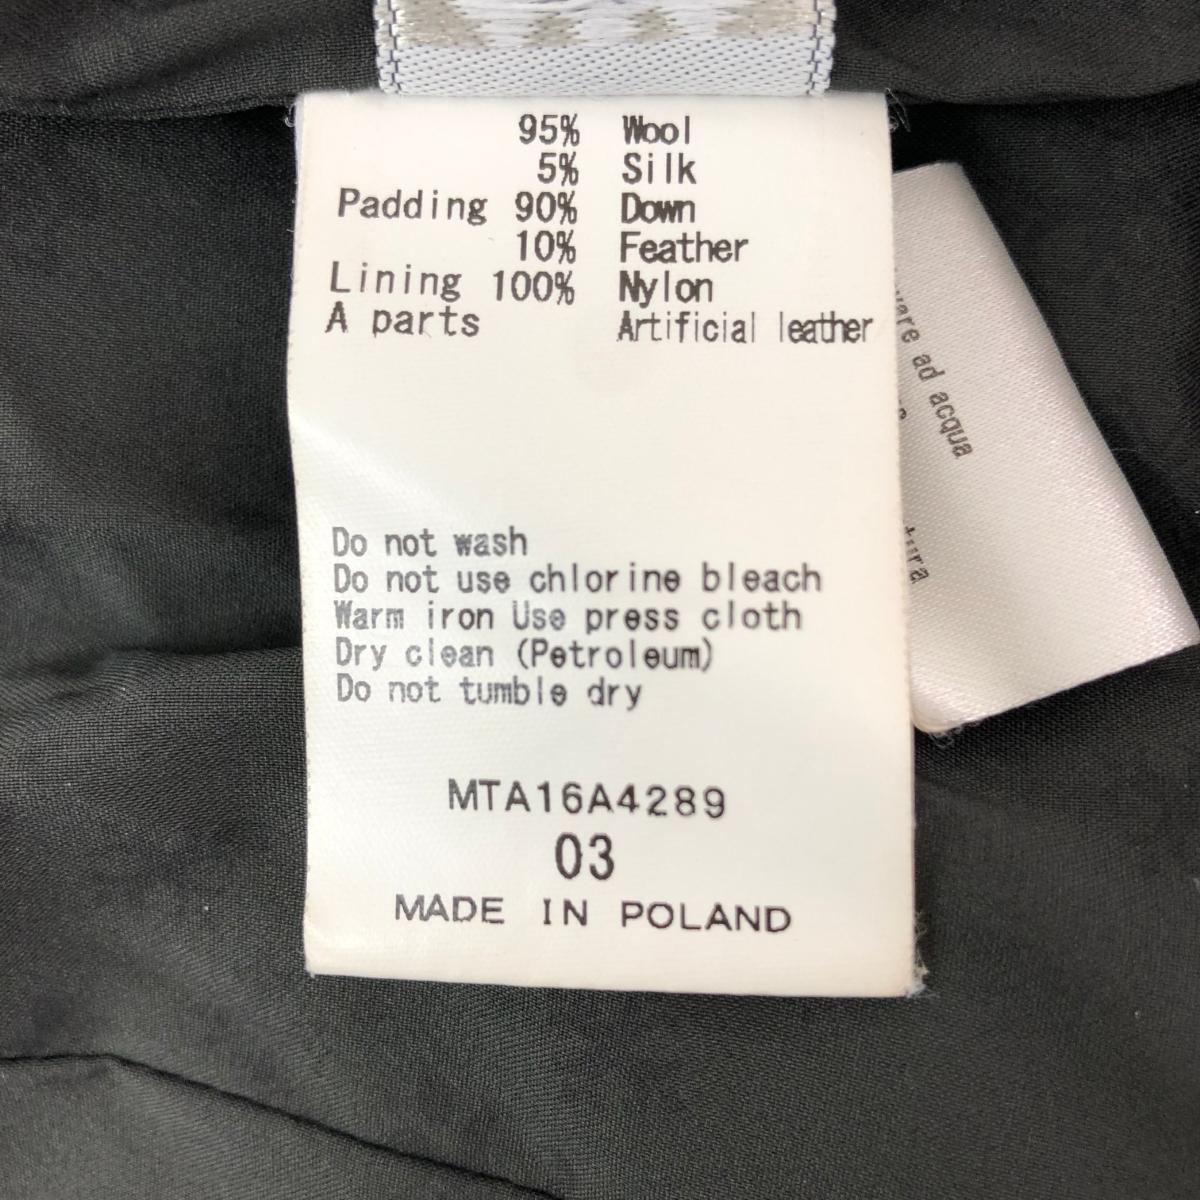 95% Wool
5% Silk
Padding 90% Down
10% Feather
Lining 100% Nylon
A parts Artificial leather
Do not wash
Do not use chlorine bleach
Warm iron Use press cloth
Dry clean (Petroleum)
Do not tumble dry
MTA16A4289
03
MADE IN POLAND
ad acqua